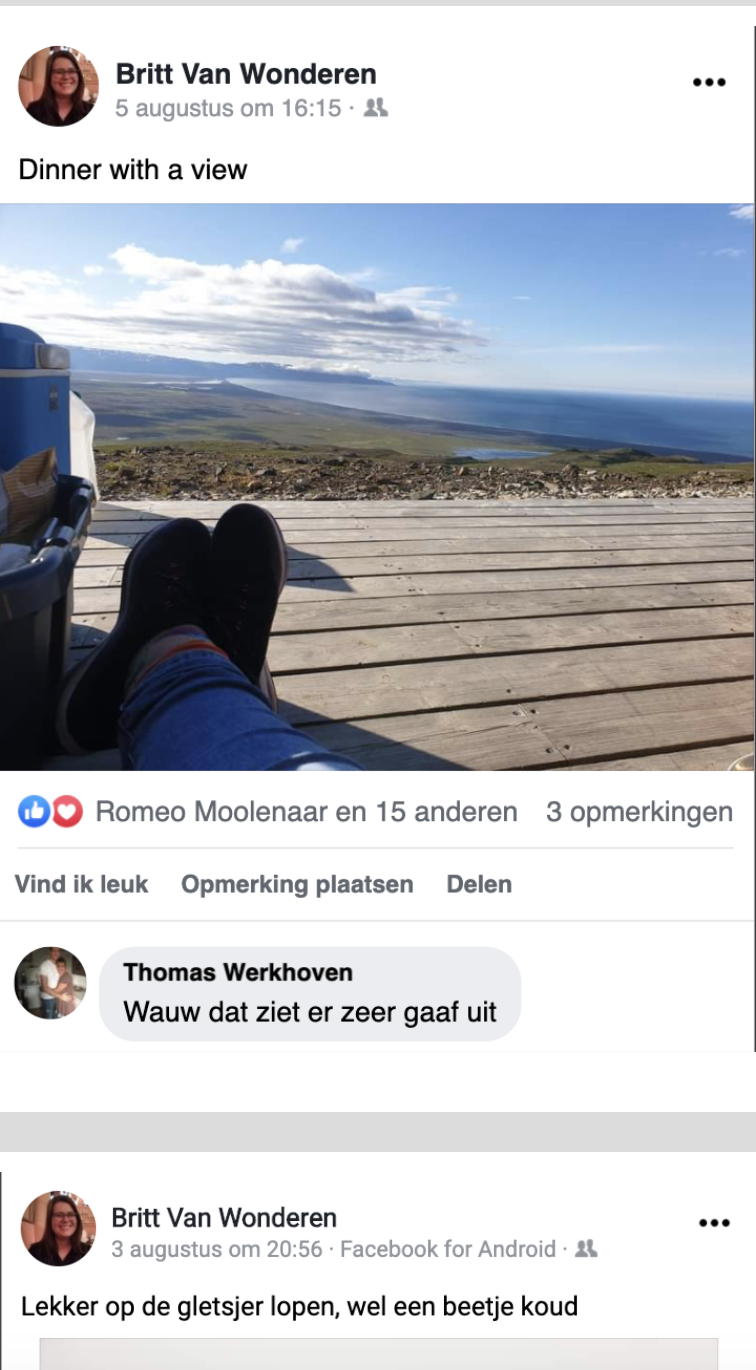 Britt Van Wonderen
5 augustus om 16:15 ·
Dinner with a view
Romeo Moolenaar en 15 anderen 3 opmerkingen
Vind ik leuk Opmerking plaatsen Delen
Thomas Werkhoven
Wauw dat ziet er zeer gaaf uit
Britt Van Wonderen
3 augustus om 20:56 · Facebook for Android ·
Lekker op de gletsjer lopen, wel een beetje koud